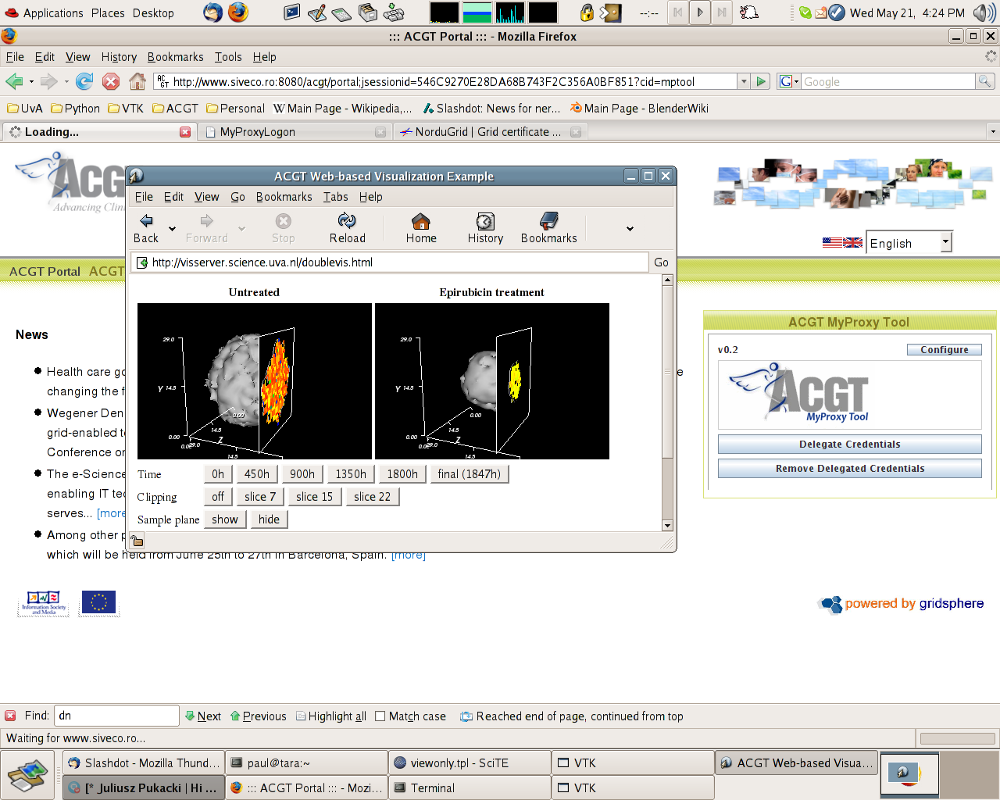 Applications Places Desktop --:-- Wed May 21, 4:24 PM
::: ACGT Portal ::: - Mozilla Firefox
File Edit View History Bookmarks Tools Help
http://www.siveco.ro:8080/acgt/portal;jsessionid=546C9270E28DA68B743F2C356A0BF851?cid=mptool Google
UvA Python VTK ACGT Personal Main Page - Wikipedia,... Slashdot: News for ner... Main Page - BlenderWiki
Loading... MyProxyLogon NorduGrid | Grid certificate ...
ACG
Advancing Clin
English
ACGT Portal ACGT
ACGT Web-based Visualization Example
File Edit View Go Bookmarks Tabs Help
Back Forward Stop Reload Home History Bookmarks
http://visserver.science.uva.nl/doublevis.html Go
Untreated Epirubicin treatment
29.0 29.0
Y 14.5 Y 14.5
0.00 0.00
14.5 14.5
0.00 Z 0.00 Z
29.0 29.0
14.5 14.5
Time 0h 450h 900h 1350h 1800h final (1847h)
Clipping off slice 7 slice 15 slice 22
Sample plane show hide
News
Health care go
changing the f
Wegener Den
grid-enabled t
Conference or
The e-Science
enabling IT tec
serves... [more
Among other p
which will be held from June 25th to 27th in Barcelona, Spain. [more]
ACGT MyProxy Tool
v0.2 Configure
ACGT
MyProxy Tool
Delegate Credentials
Remove Delegated Credentials
Information Society
and Media
powered by gridsphere
Find: dn Next Previous Highlight all Match case Reached end of page, continued from top
Waiting for www.siveco.ro...
Slashdot - Mozilla Thund... paul@tara:~ viewonly.tpl - SciTE VTK ACGT Web-based Visua...
[* Juliusz Pukacki | Hi ... ::: ACGT Portal ::: - Mozi... Terminal VTK